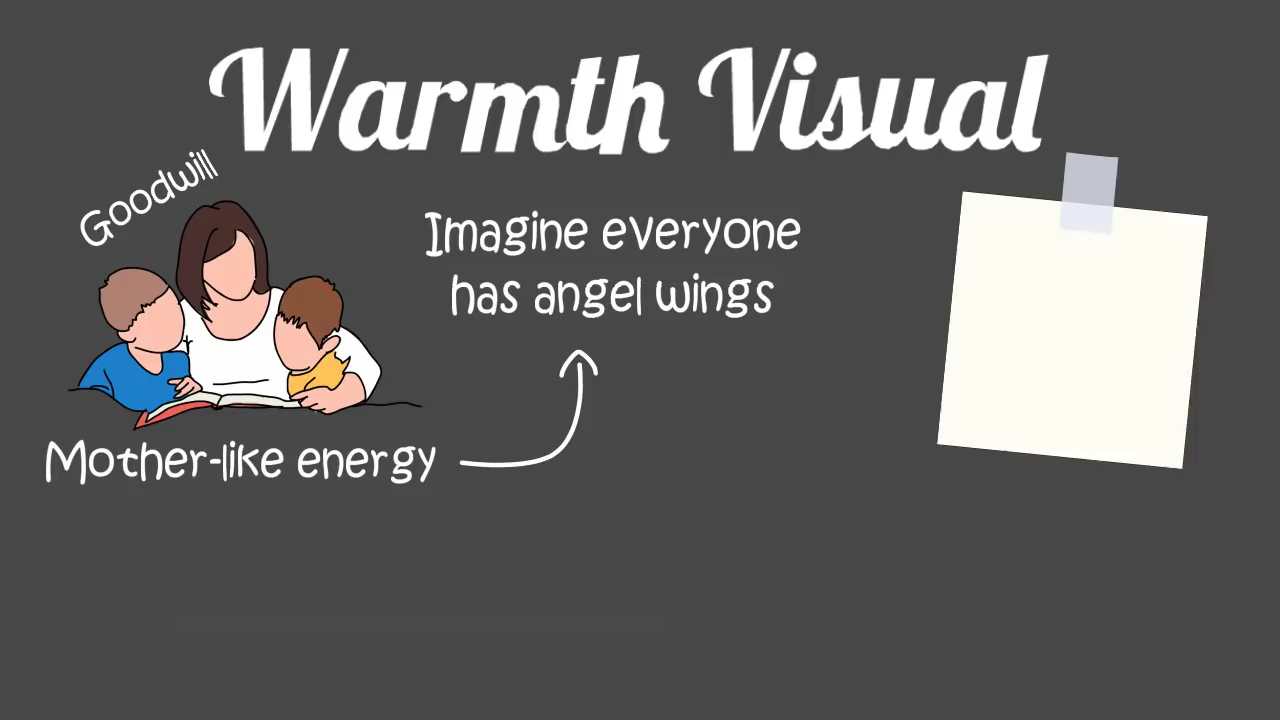 Warmth Visual
Goodwill
Imagine everyone
has angel wings
Mother-like energy